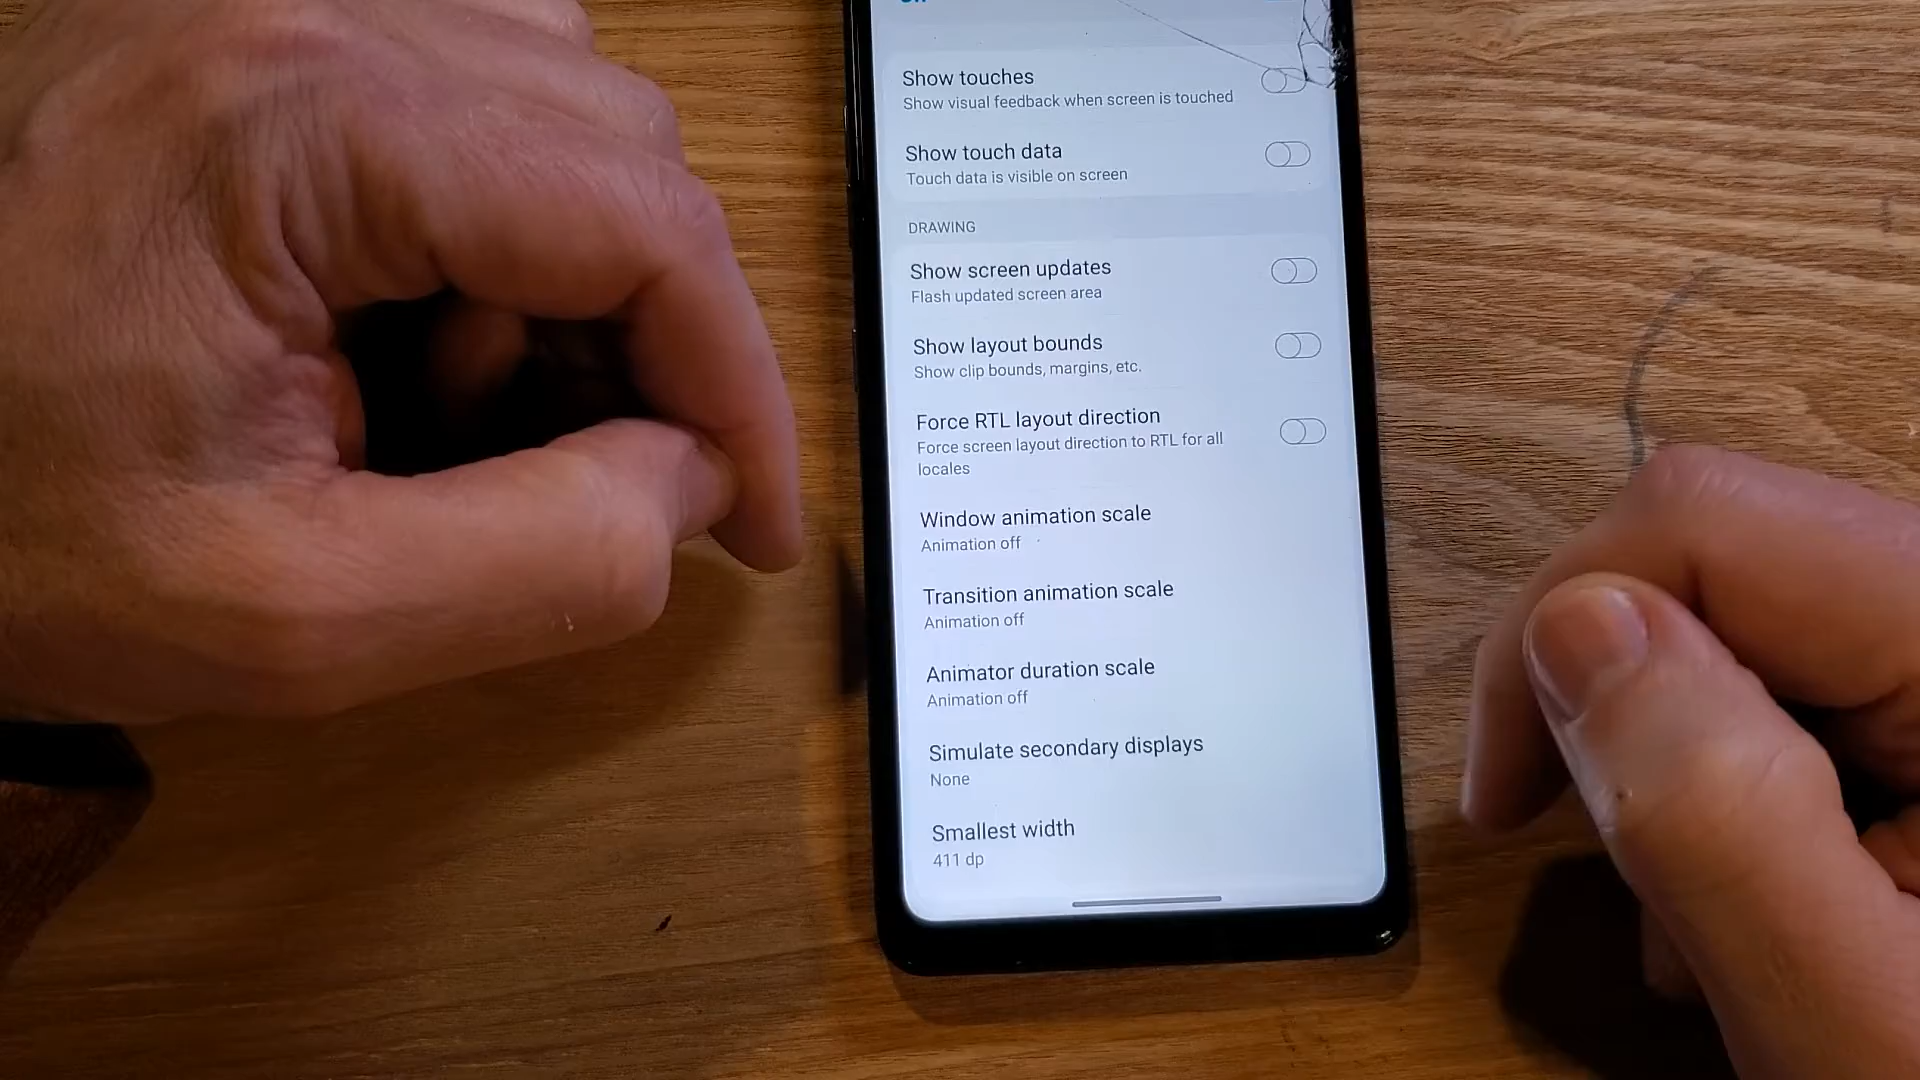 Show touches
Show visual feedback when screen is touched
Show touch data
Touch data is visible on screen
DRAWING
Show screen updates
Flash updated screen area
Show layout bounds
Show clip bounds, margins, etc.
Force RTL layout direction
Force screen layout direction to RTL for all
locales
Window animation scale
Animation off
Transition animation scale
Animation off
Animator duration scale
Animation off
Simulate secondary displays
None
Smallest width
411 dp